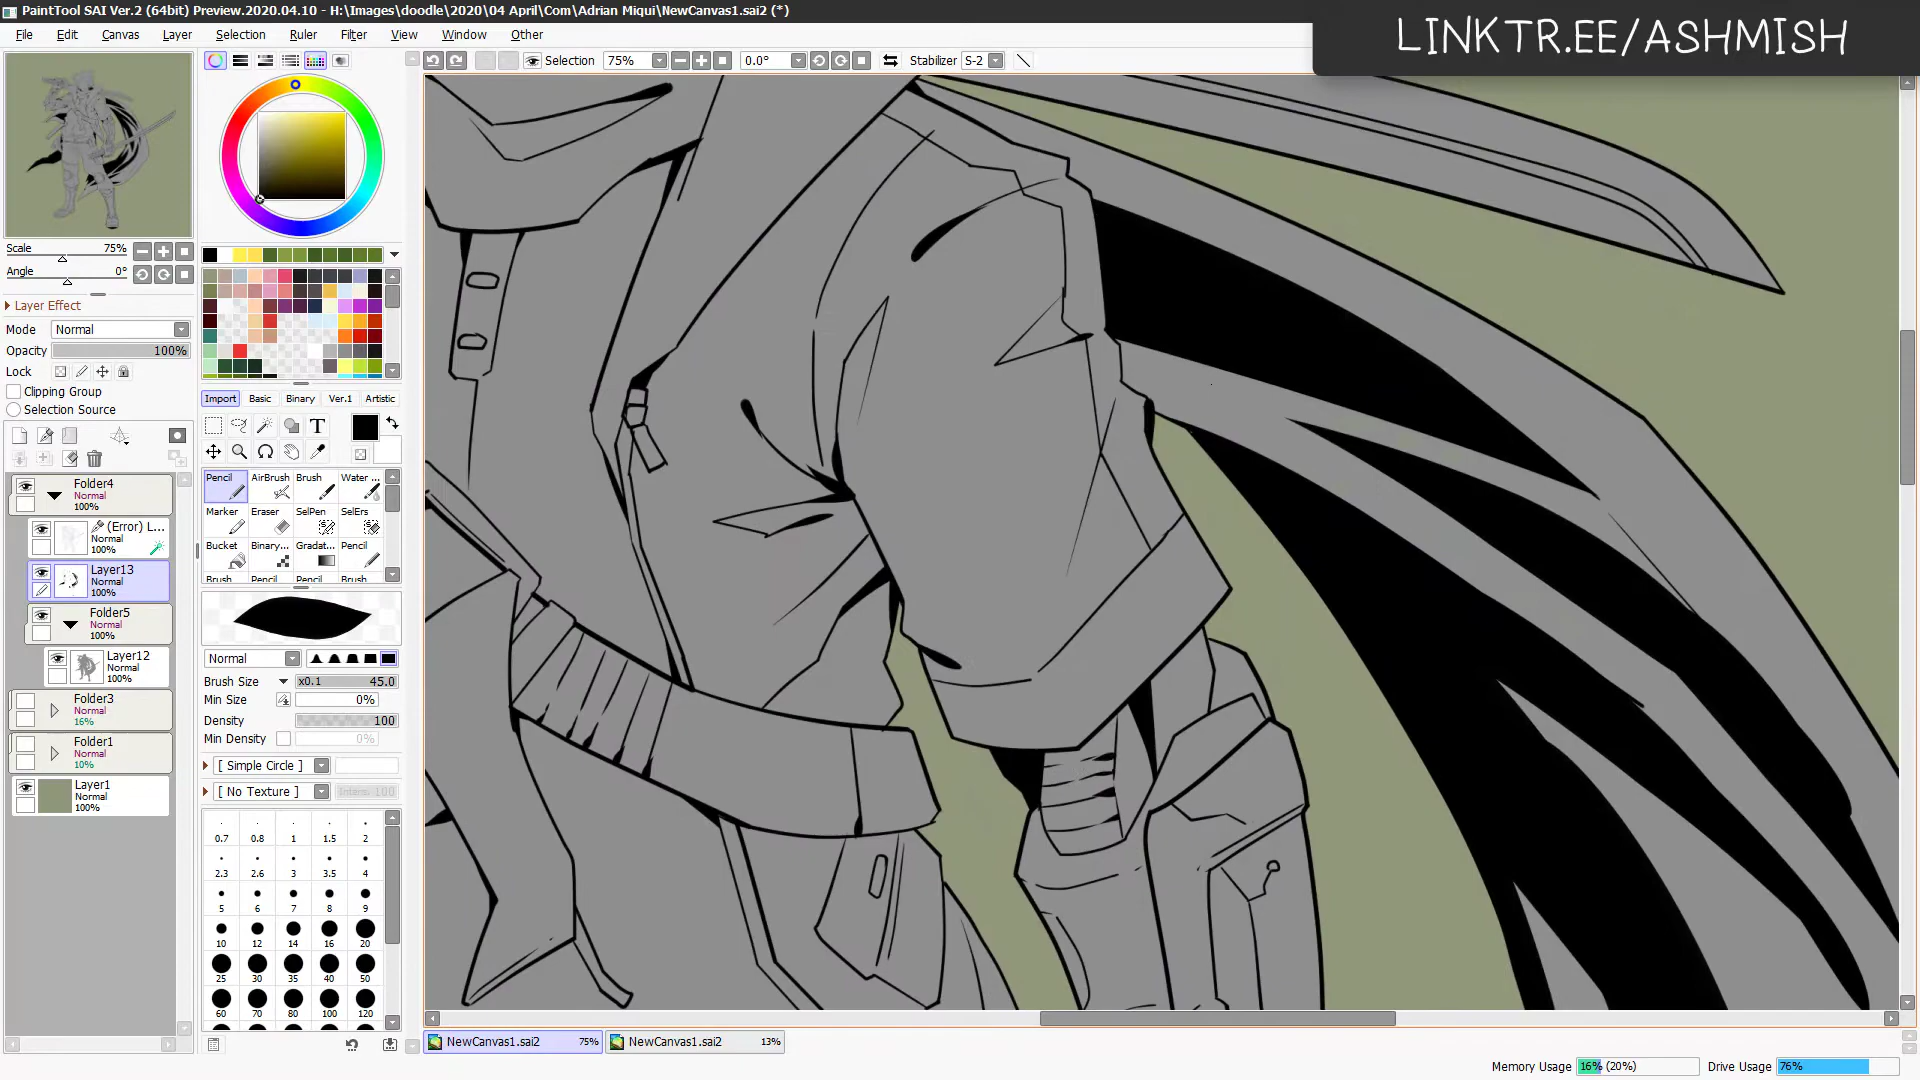 PaintTool SAI Ver.2 (64bit) Preview.2020.04.10 - H:\Images\doodle\2020\04 April\Com\Adrian Miqui\NewCanvas1.sai2 (*)
LINKTR.EE/ASHMISH
File Edit Canvas Layer Selection Ruler Filter View Window Other
Selection 75% 0.0° Stabilizer S-2
Scale 75%
Angle 0°
Layer Effect
Mode Normal
Opacity 100%
Lock
Clipping Group
Selection Source
Folder4
Normal
100%
(Error) L...
Normal
100%
Layer13
Normal
100%
Folder5
Normal
100%
Layer12
Normal
100%
Folder3
Normal
16%
Folder1
Normal
10%
Layer1
Normal
100%
Import Basic Binary Ver.1 Artistic
T
Pencil AirBrush Brush Water ...
Marker Eraser SelPen SelErs
Bucket Binary... Gradat... Pencil
Brush Pencil Pencil Brush
Normal
Brush Size x0.1 45.0
Min Size 0%
Density 100
Min Density 0%
[ Simple Circle ]
[ No Texture ] Intens 100
0.7 0.8 1 1.5 2
2.3 2.6 3 3.5 4
5 6 7 8 9
10 12 14 16 20
25 30 35 40 50
60 70 80 100 120
NewCanvas1.sai2 75% NewCanvas1.sai2 13%
Memory Usage 16% (20%) Drive Usage 76%